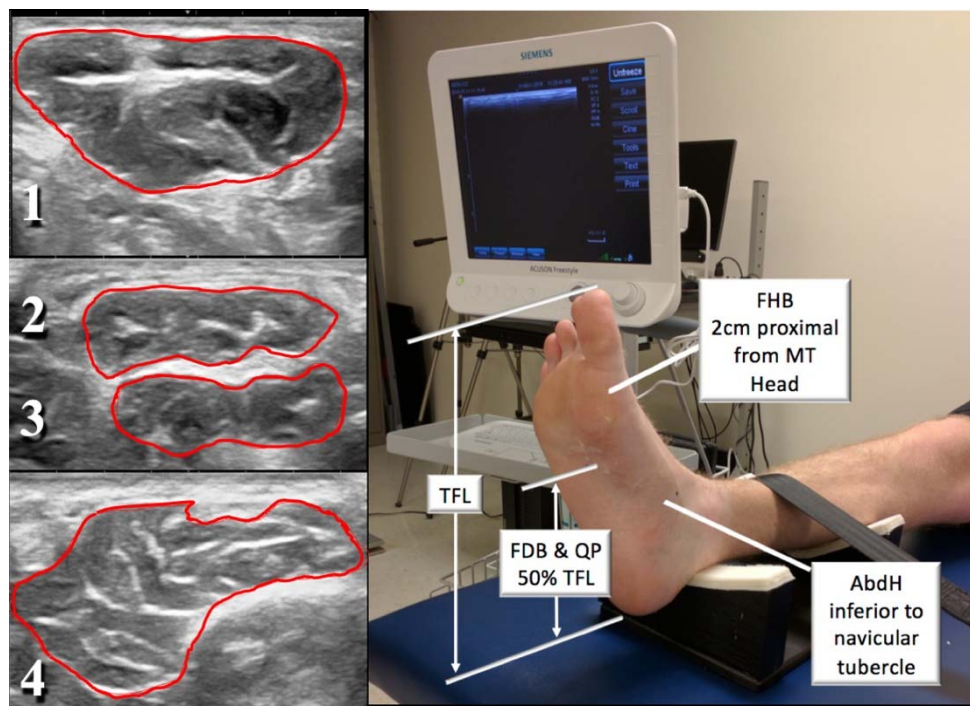 1
2
3
4
SIEMENS
Unfreeze
Save
Scroll
Cine
Tools
Text
Print
ACUSON Freestyle
FHB
2cm proximal
from MT
Head
TFL
FDB & QP
50% TFL
AbdH
inferior to
navicular
tubercle